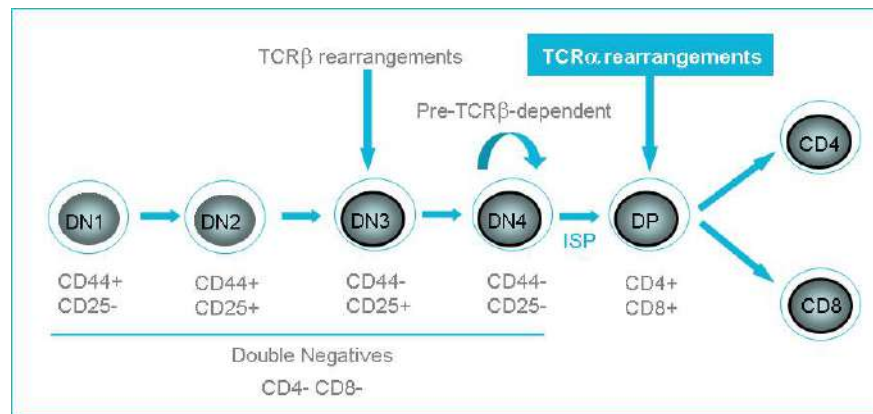 TCRβ rearrangements
TCRα rearrangements
Pre-TCRβ-dependent
CD4
DN1
DN2
DN3
DN4
ISP
DP
CD44+
CD25-
CD44+
CD25+
CD44-
CD25+
CD44-
CD25-
CD4+
CD8+
CD8
Double Negatives
CD4- CD8-